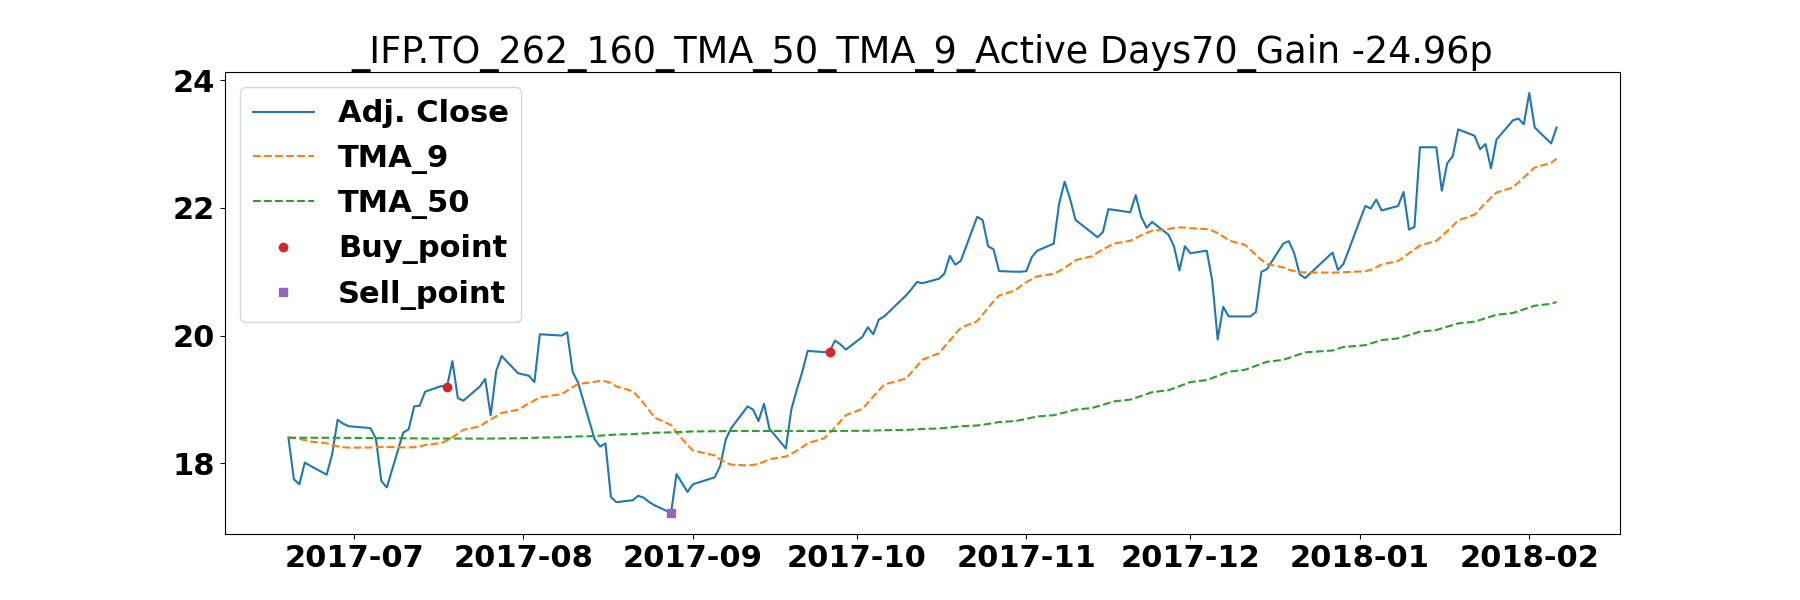 _IFP.TO_262_160_TMA_50_TMA_9_Active Days70_Gain -24.96p
24
22
20
18
Adj. Close
TMA_9
TMA_50
Buy_point
Sell_point
2017-07 2017-08 2017-09 2017-10 2017-11 2017-12 2018-01 2018-02